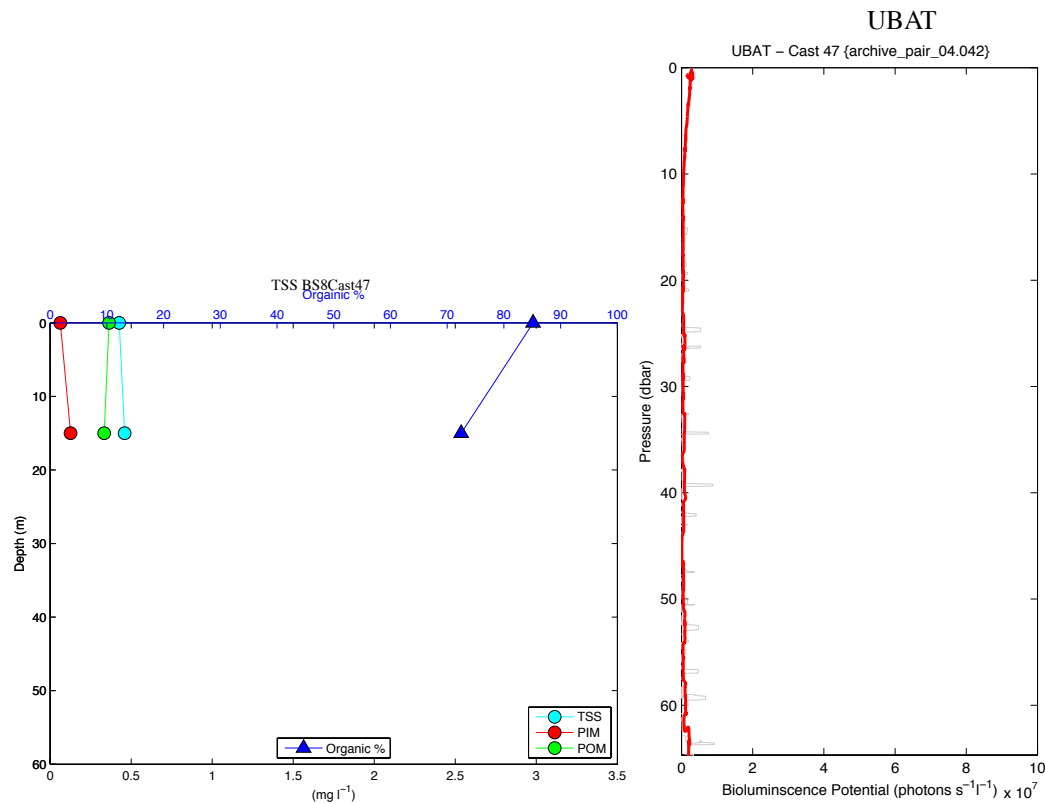 UBAT
UBAT – Cast 47 {archive_pair_04.042}
TSS BS8Cast47
Orgainic %
0 10 20 30 40 50 60 70 80 90 100
0
10
20
30
40
50
60
Depth (m)
0 0.5 1 1.5 2 2.5 3 3.5
(mg l⁻¹)
Organic %
TSS
PIM
POM
0
10
20
30
40
50
60
Pressure (dbar)
0 2 4 6 8 10
Bioluminscence Potential (photons s⁻¹l⁻¹) x 10⁷